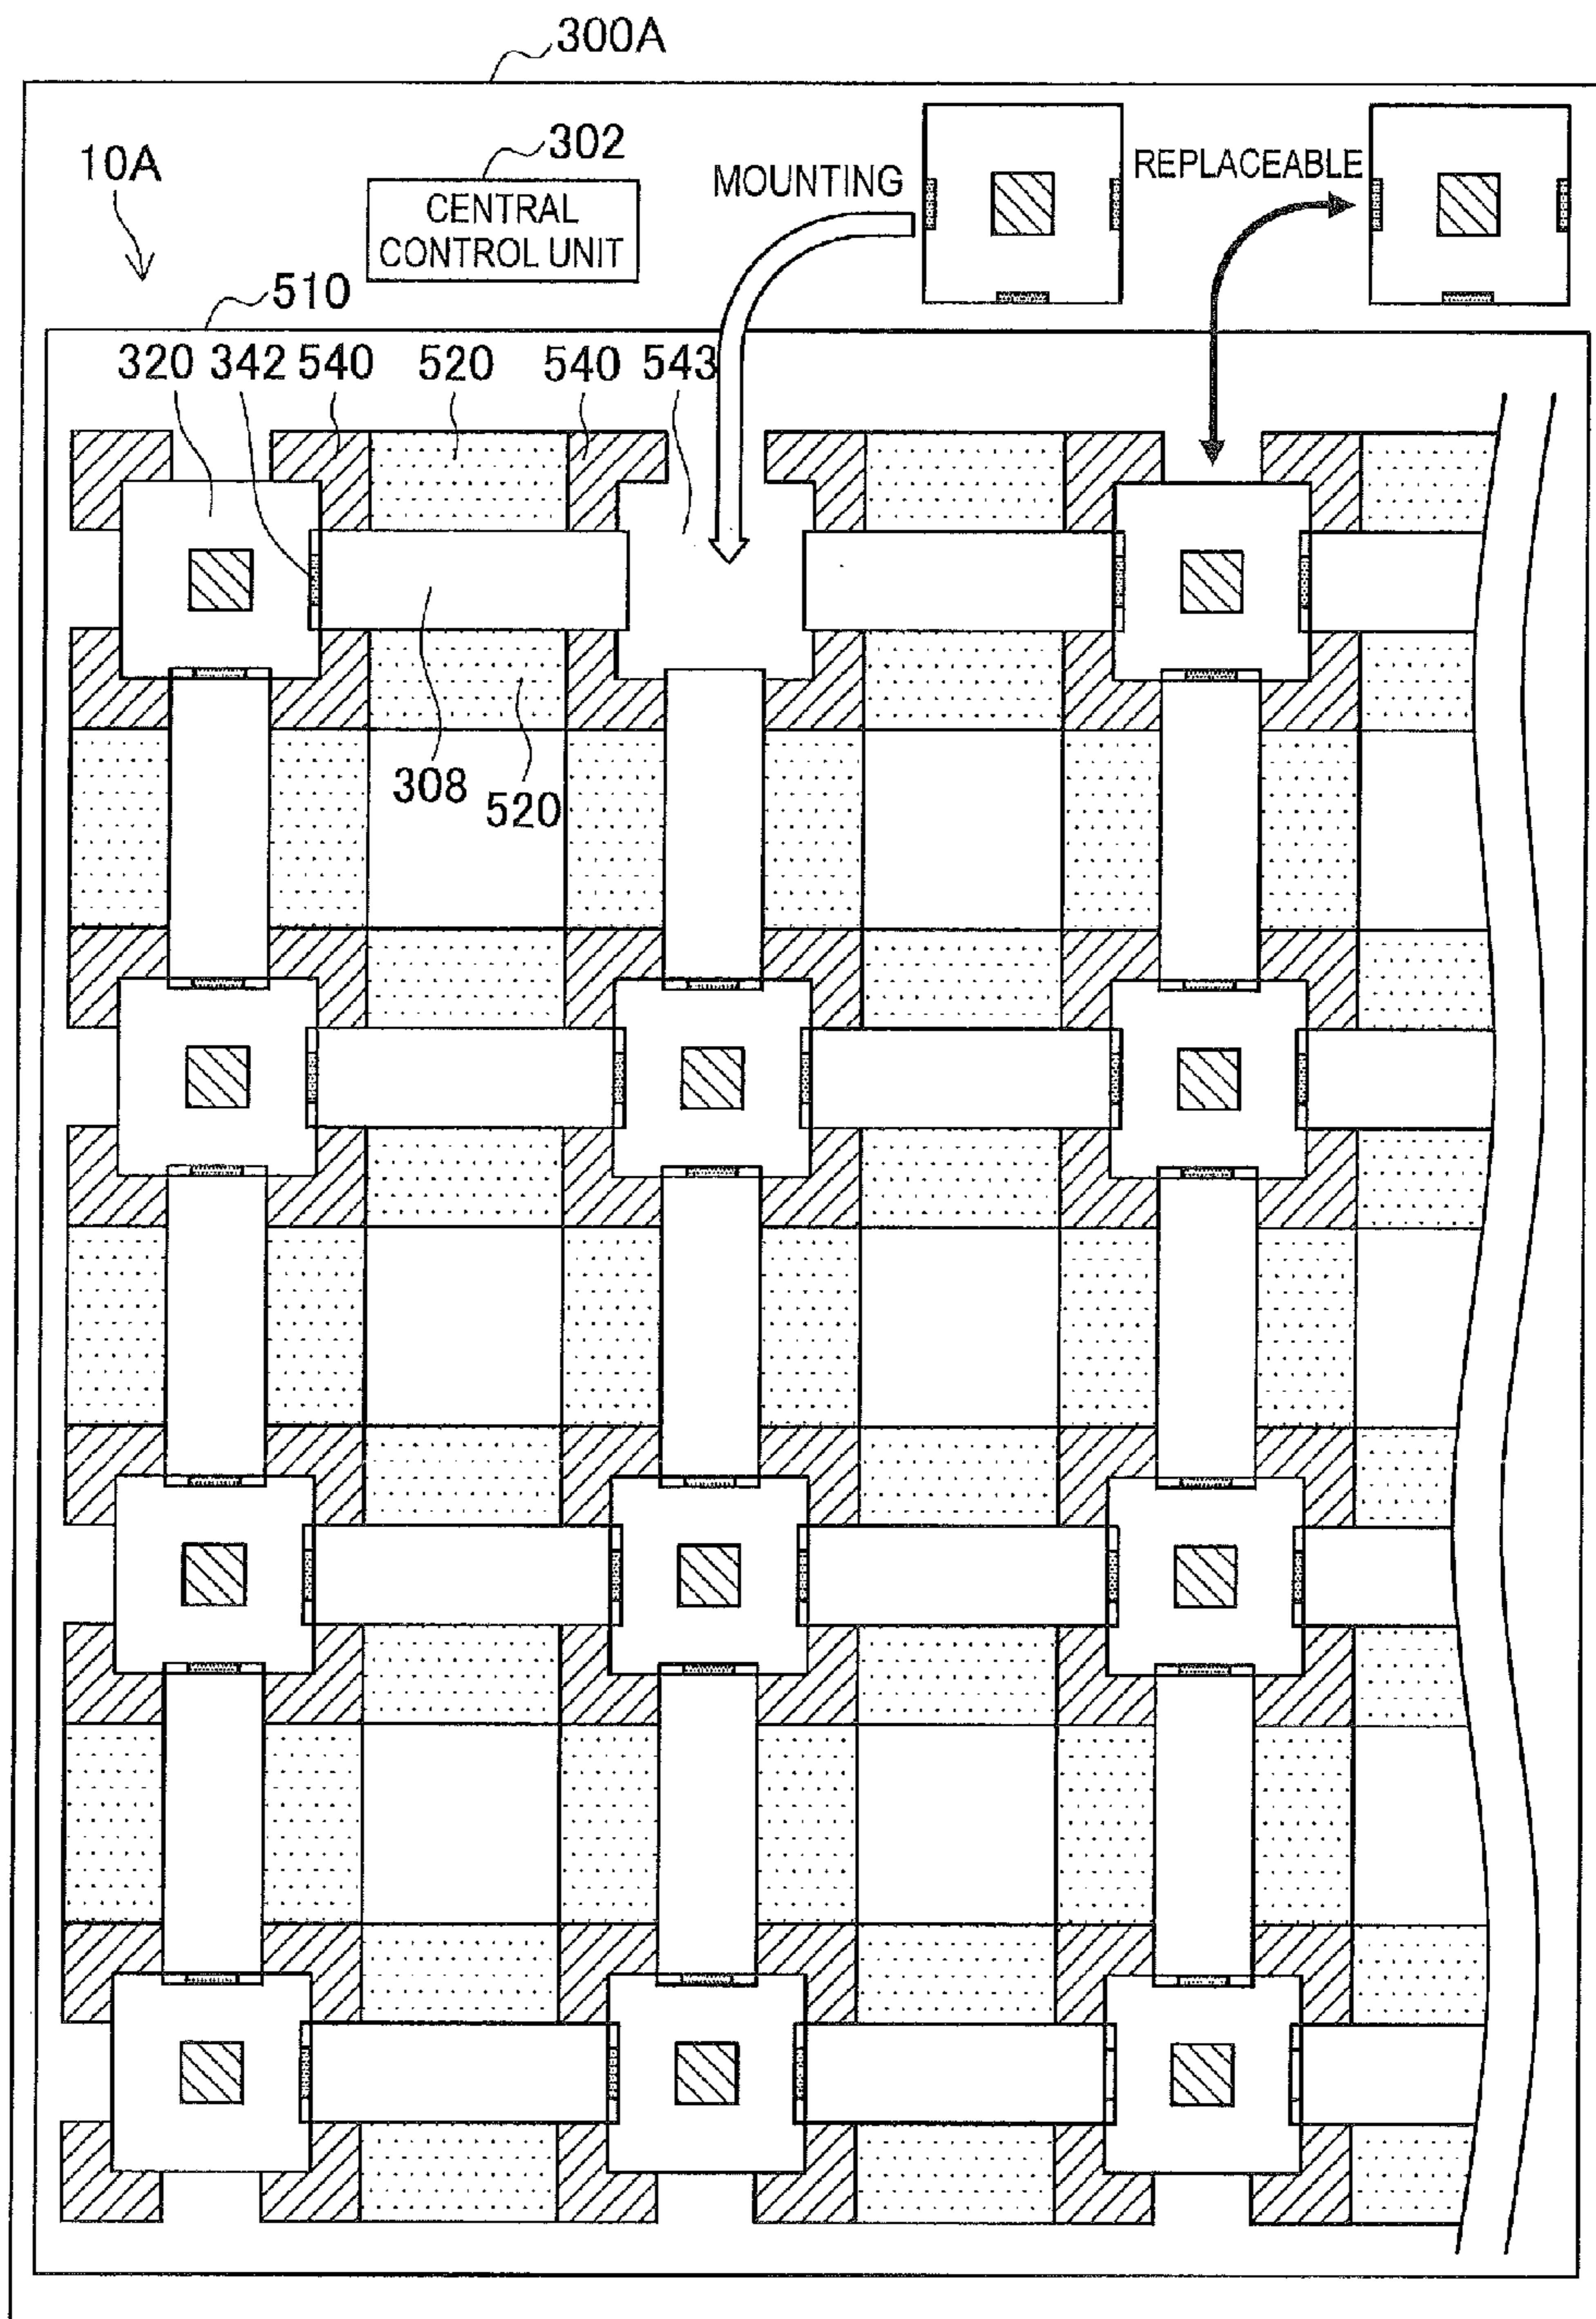 300A
302
10A
CENTRAL
CONTROL UNIT
MOUNTING
REPLACEABLE
510
320 342 540 520 540 543
308
520